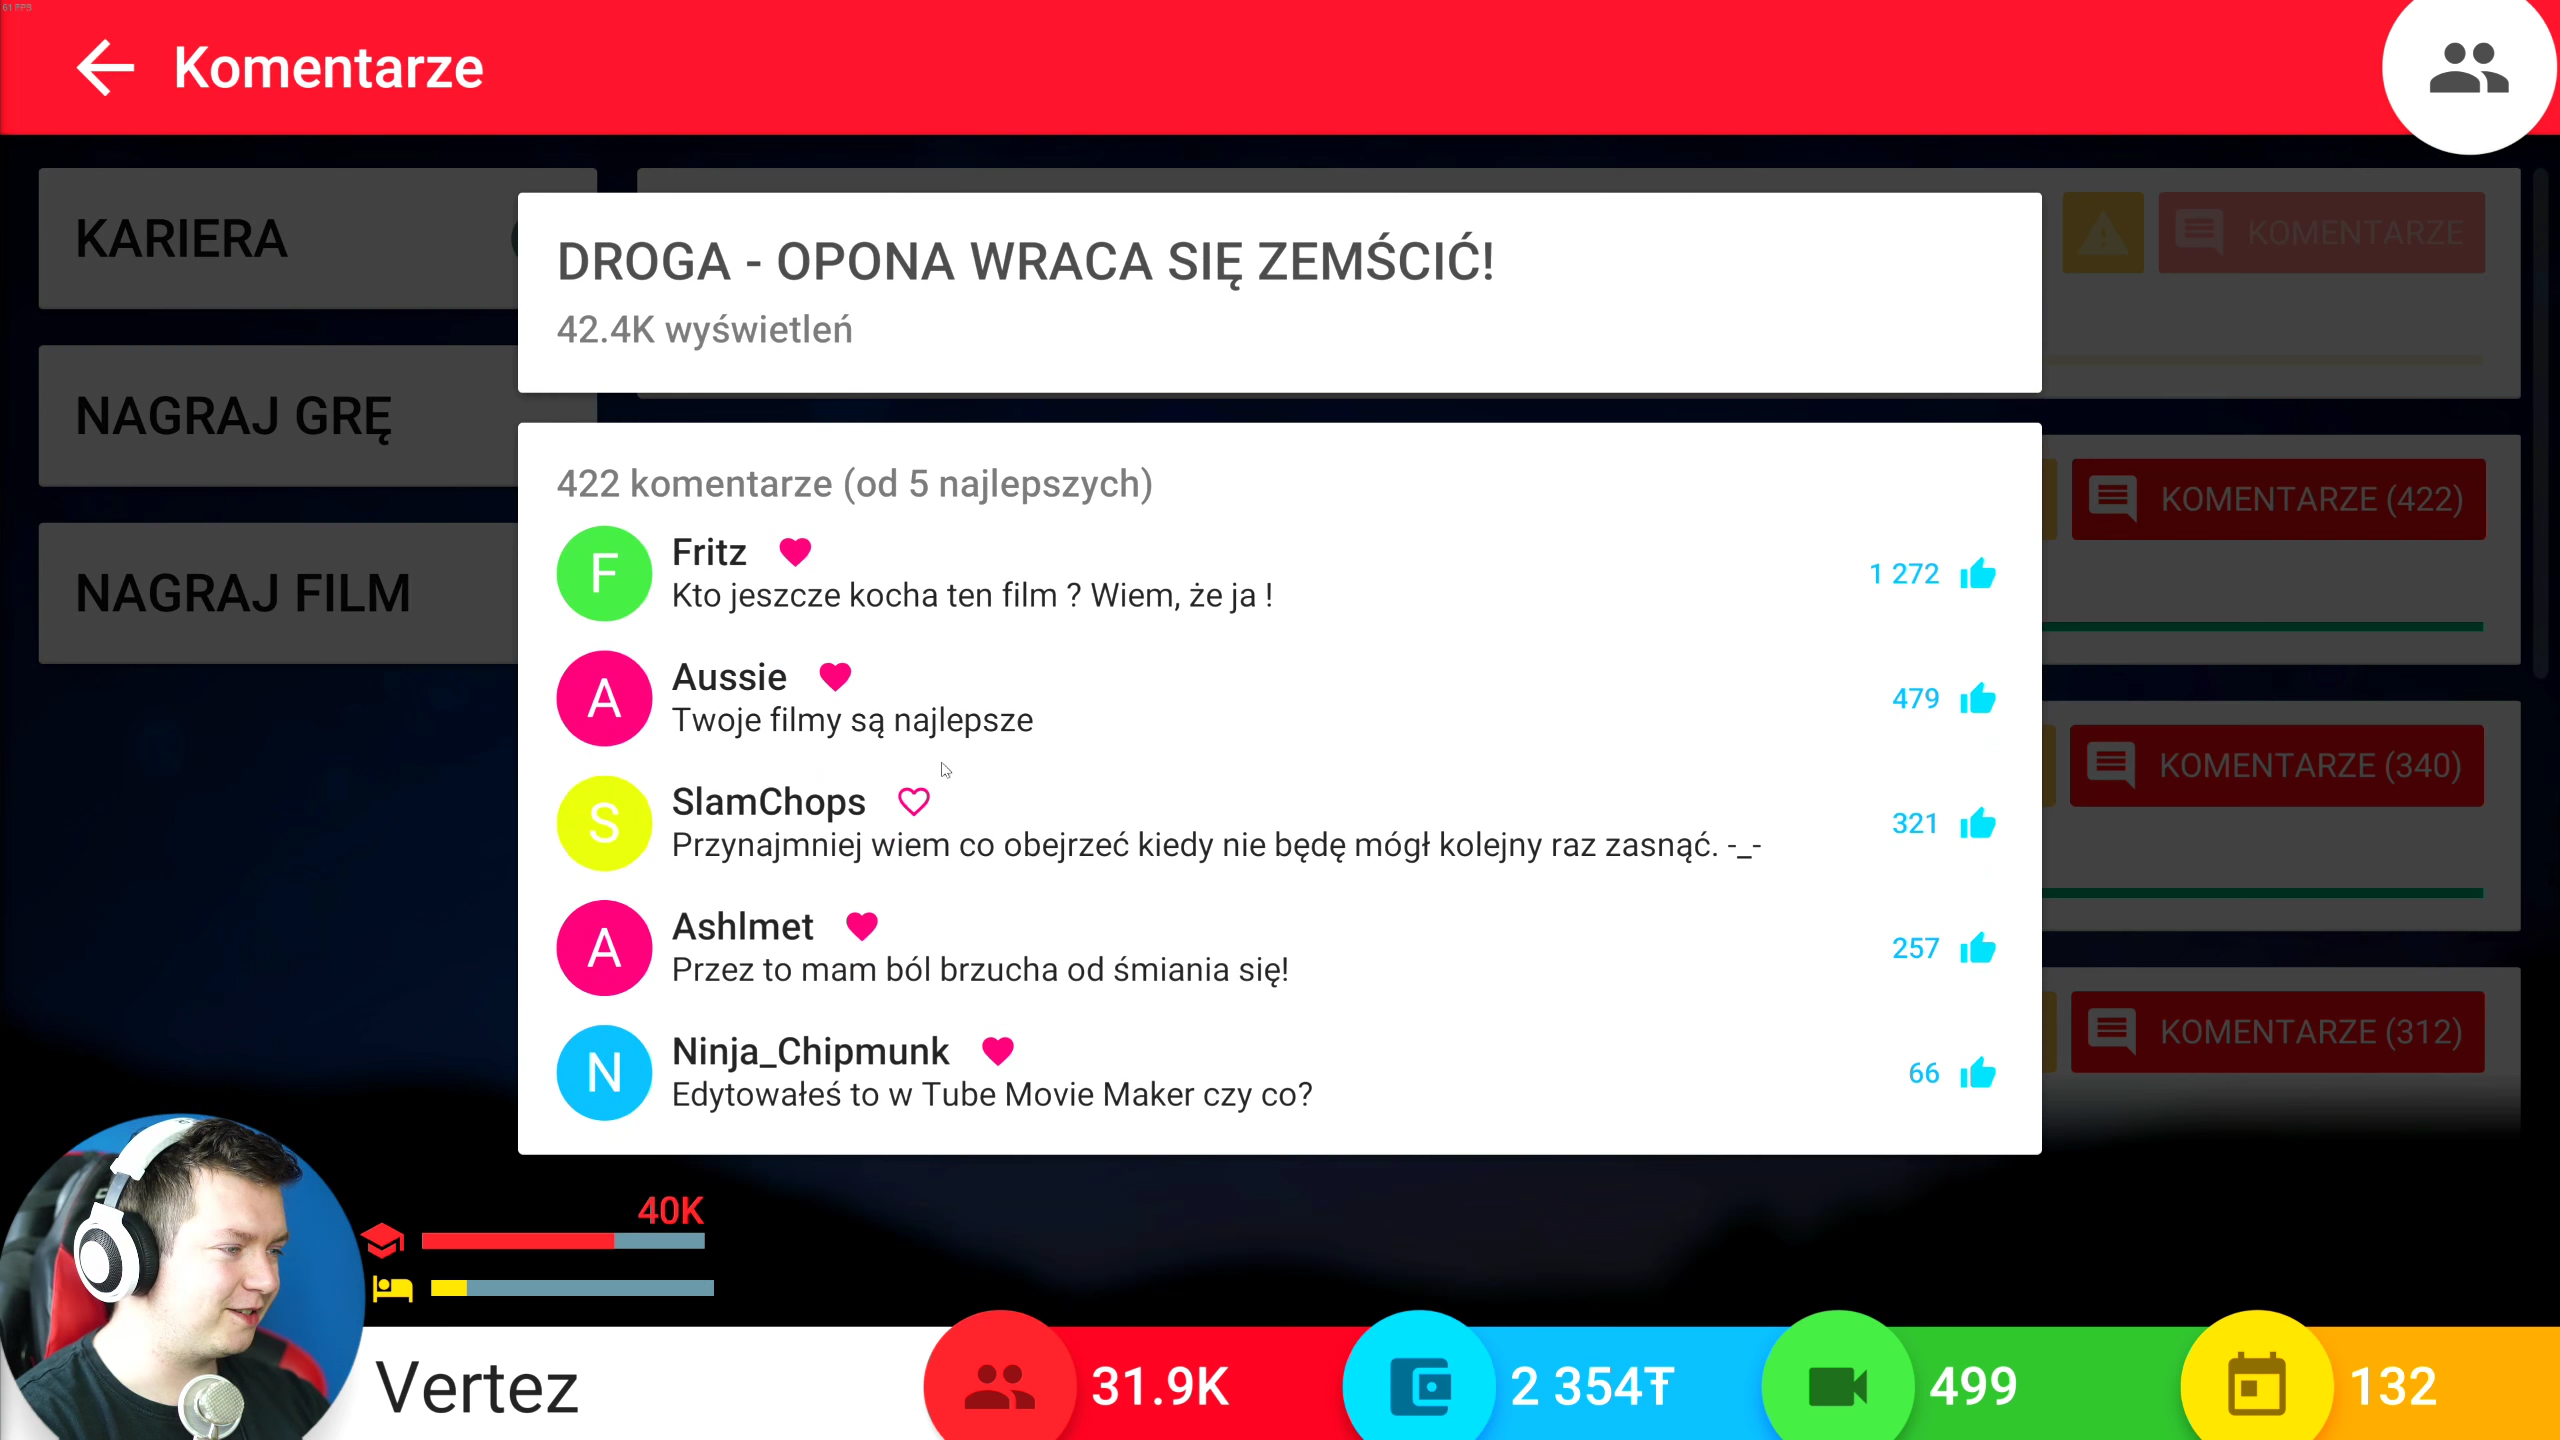 61 FPS
Komentarze
KARIERA
NAGRAJ GRĘ
NAGRAJ FILM
KOMENTARZE
KOMENTARZE (422)
KOMENTARZE (340)
KOMENTARZE (312)
DROGA - OPONA WRACA SIĘ ZEMŚCIĆ!
42.4K wyświetleń
422 komentarze (od 5 najlepszych)
F
Fritz
Kto jeszcze kocha ten film ? Wiem, że ja !
1 272
A
Aussie
Twoje filmy są najlepsze
479
S
SlamChops
Przynajmniej wiem co obejrzeć kiedy nie będę mógł kolejny raz zasnąć. -_-
321
A
Ashlmet
Przez to mam ból brzucha od śmiania się!
257
N
Ninja_Chipmunk
Edytowałeś to w Tube Movie Maker czy co?
66
40K
Vertez
31.9K
2 354Ŧ
499
132